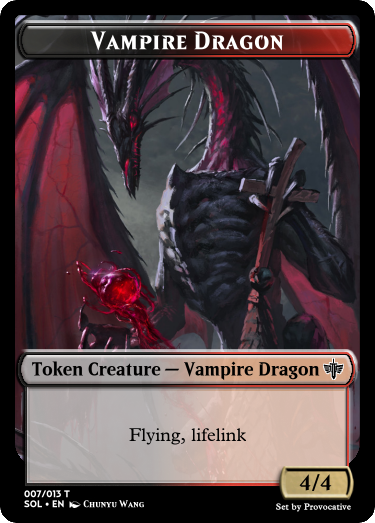 Vampire Dragon
Token Creature — Vampire Dragon
Flying, lifelink
4/4
007/013 T
SOL • EN Chunyu Wang
Set by Provocative